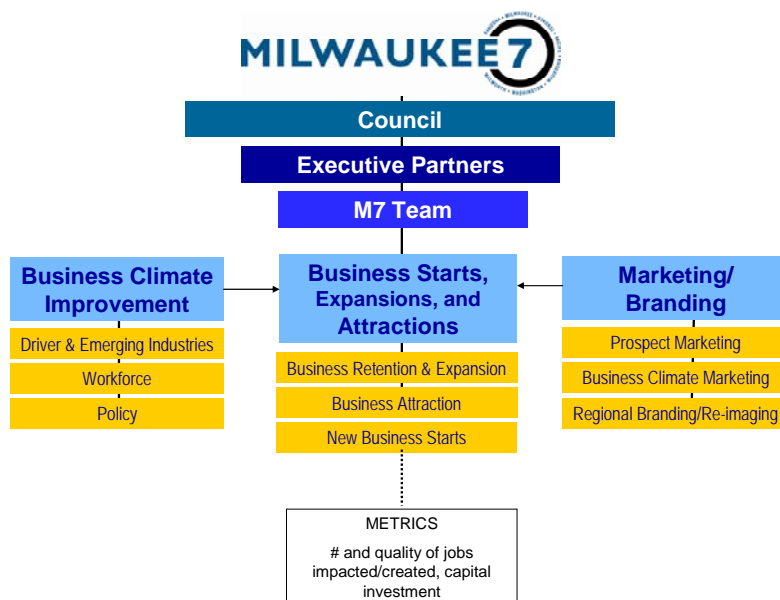 MILWAUKEE 7
Council
Executive Partners
M7 Team
Business Climate
Improvement
Driver & Emerging Industries
Workforce
Policy
Business Starts,
Expansions, and
Attractions
Business Retention & Expansion
Business Attraction
New Business Starts
Marketing/
Branding
Prospect Marketing
Business Climate Marketing
Regional Branding/Re-imaging
METRICS
# and quality of jobs
impacted/created, capital
investment